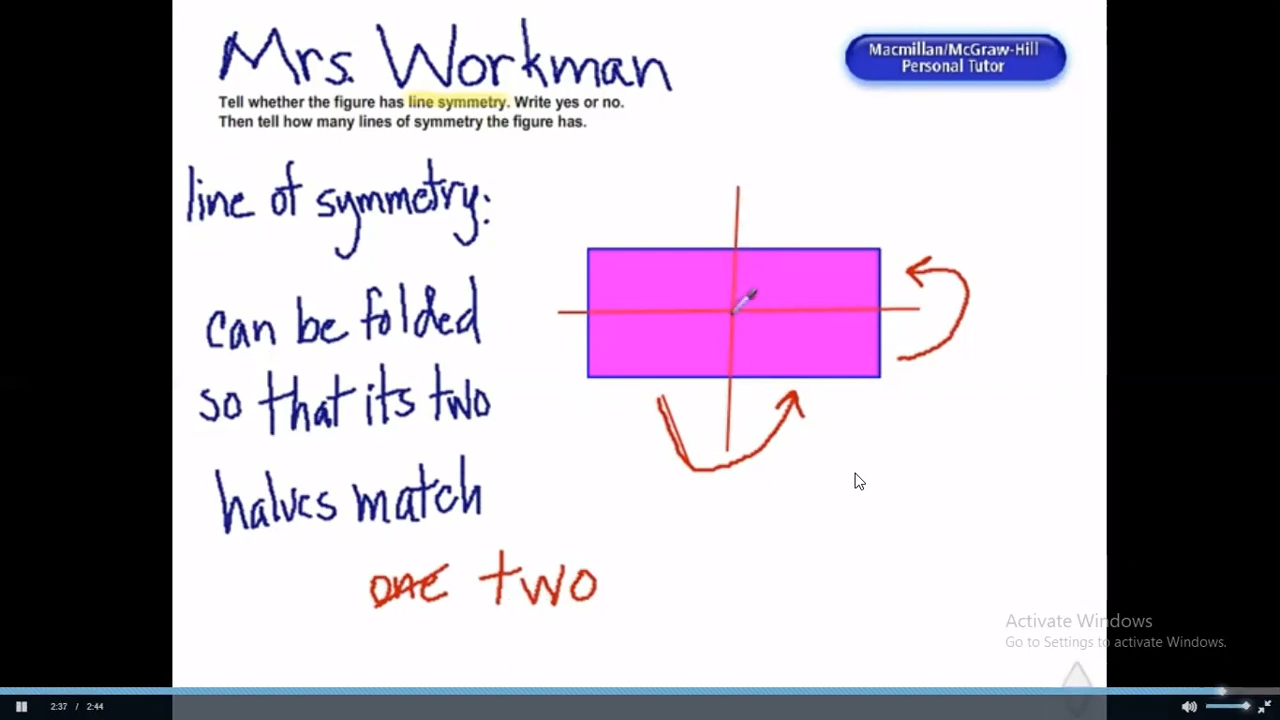 Mrs. Workman
Macmillan/McGraw-Hill
Personal Tutor
Tell whether the figure has line symmetry. Write yes or no.
Then tell how many lines of symmetry the figure has.
line of symmetry:
can be folded
so that its two
halves match
one two
Activate Windows
Go to Settings to activate Windows.
2:37 / 2:44